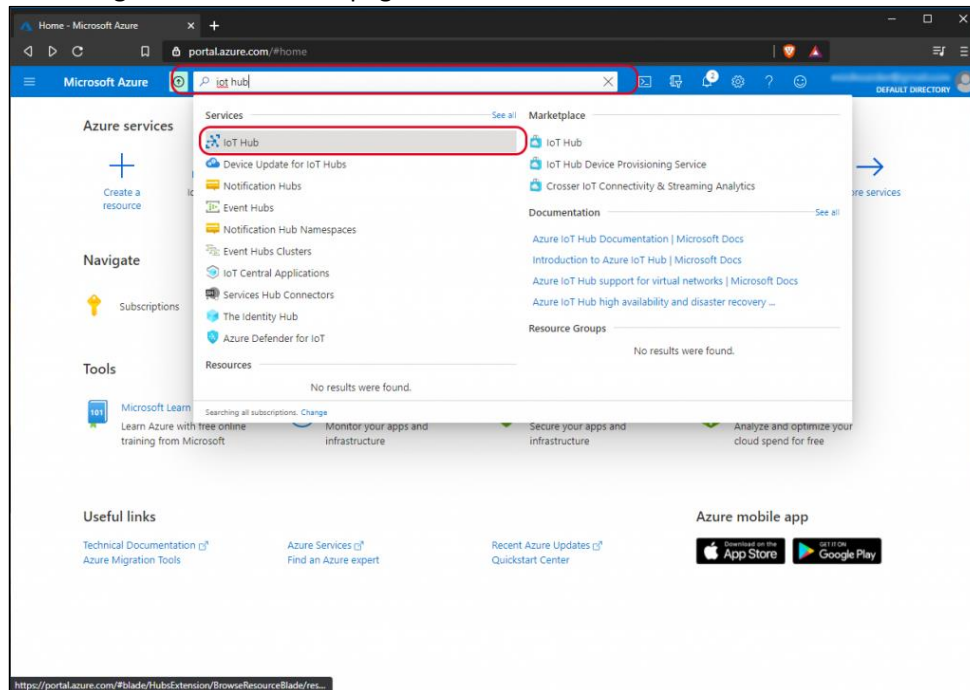 Home - Microsoft Azure
portal.azure.com/#home
Microsoft Azure
iot hub
DEFAULT DIRECTORY
Azure services
Create a
resource
Navigate
Subscriptions
Tools
101
Microsoft Learn
Learn Azure with free online
training from Microsoft
Services
See all
IoT Hub
Device Update for IoT Hubs
Notification Hubs
Event Hubs
Notification Hub Namespaces
Event Hubs Clusters
IoT Central Applications
Services Hub Connectors
The Identity Hub
Azure Defender for IoT
Resources
No results were found.
Searching all subscriptions. Change
Marketplace
IoT Hub
IoT Hub Device Provisioning Service
Crosser IoT Connectivity & Streaming Analytics
Documentation
See all
Azure IoT Hub Documentation | Microsoft Docs
Introduction to Azure IoT Hub | Microsoft Docs
Azure IoT Hub support for virtual networks | Microsoft Docs
Azure IoT Hub high availability and disaster recovery ...
Resource Groups
No results were found.
services
Monitor your apps and
infrastructure
Secure your apps and
infrastructure
Analyze and optimize your
cloud spend for free
Useful links
Technical Documentation
Azure Migration Tools
Azure Services
Find an Azure expert
Recent Azure Updates
Quickstart Center
Azure mobile app
Download on the
App Store
GET IT ON
Google Play
https://portal.azure.com/#blade/HubsExtension/BrowseResourceBlade/res...